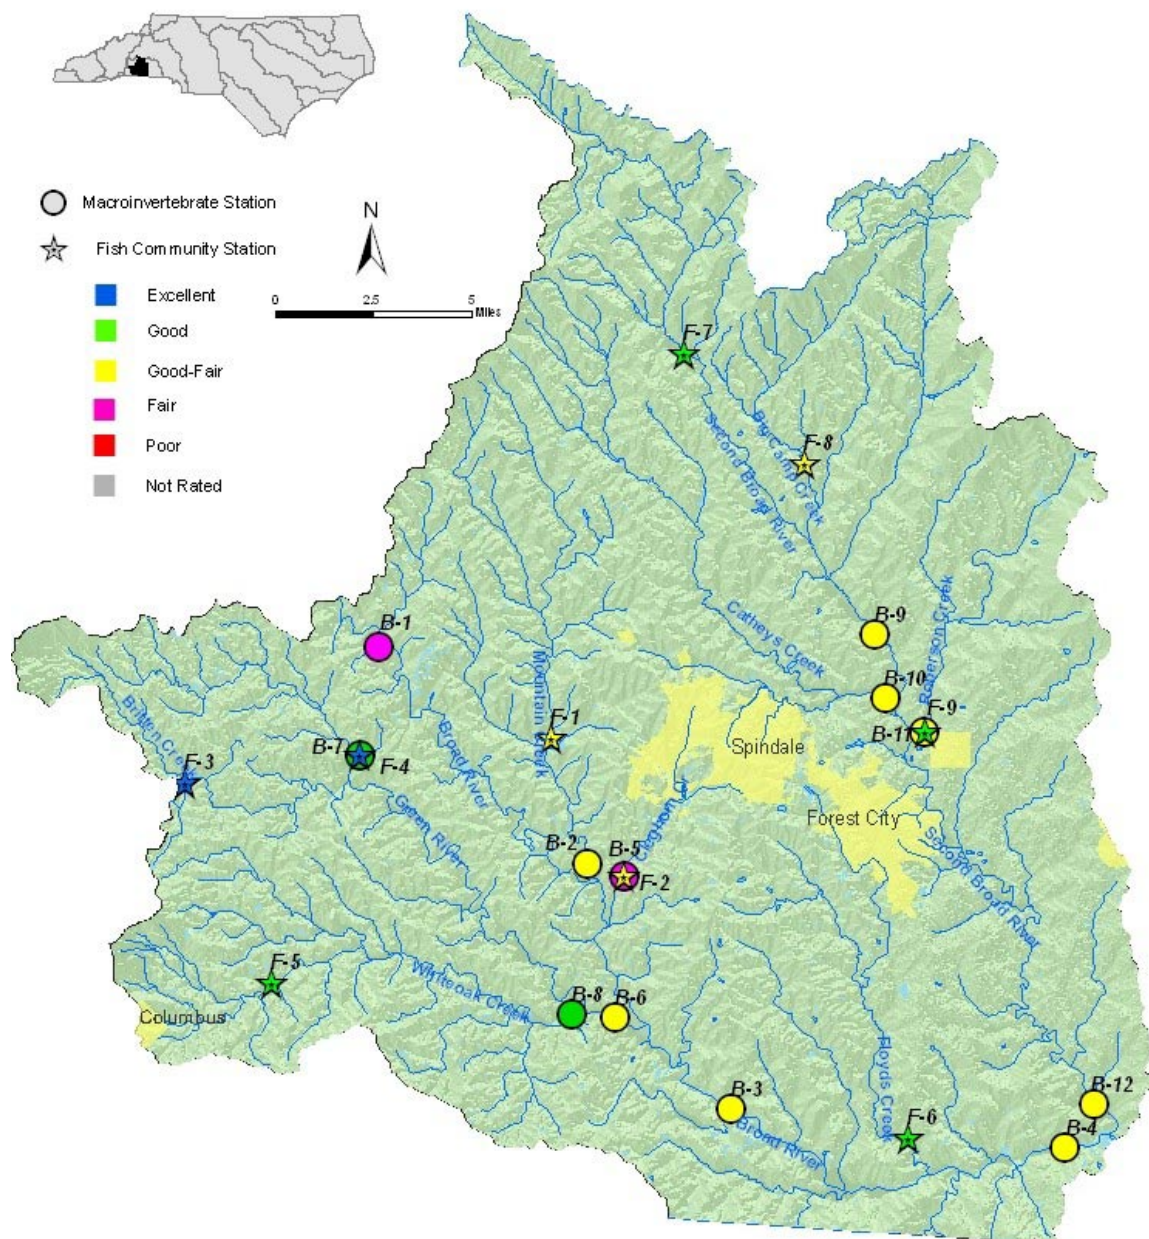 Macroinvertebrate Station
Fish Community Station
N
0 2.5 5
Miles
Excellent
Good
Good-Fair
Fair
Poor
Not Rated
F-7
Second Broad River
Big Camp Creek
F-8
B-1
Catheys Creek
B-9
Roberson Creek
B-10
F-9
B-11
Mountain Creek
F-1
Spindale
Britten Creek
F-3
B-7
F-4
Broad River
Green River
Forest City
Cleghorn
B-2
B-5
F-2
Second Broad River
F-5
Columbus
Whiteoak Creek
B-8
B-6
Floyds Creek
B-3
Broad River
F-6
B-12
B-4